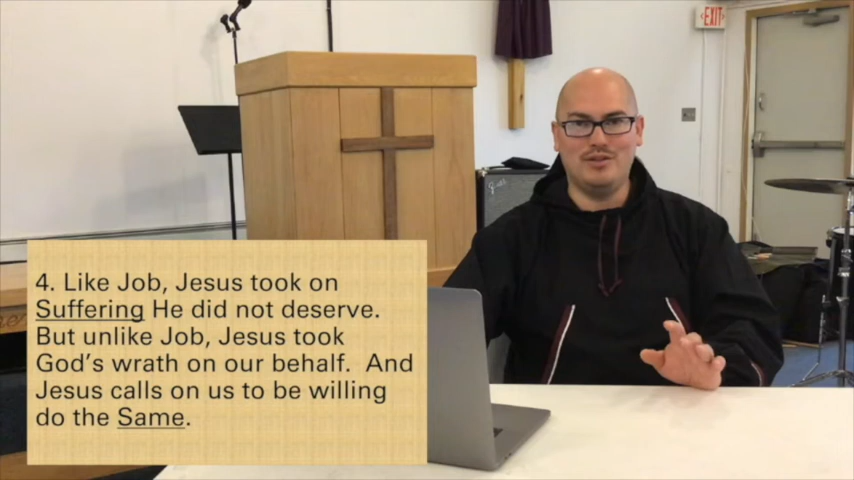 EXIT
4. Like Job, Jesus took on
Suffering He did not deserve.
But unlike Job, Jesus took
God's wrath on our behalf. And
Jesus calls on us to be willing
do the Same.